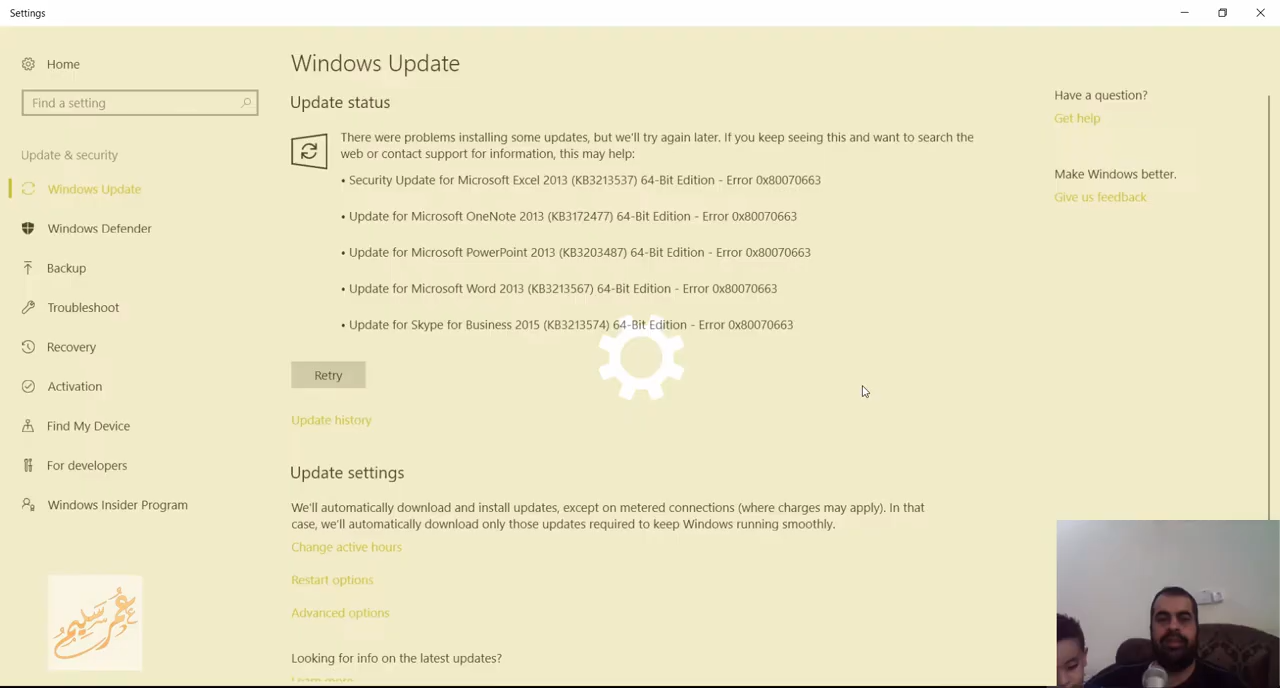 Settings
Home
Find a setting
Update & security
Windows Update
Windows Defender
Backup
Troubleshoot
Recovery
Activation
Find My Device
For developers
Windows Insider Program
عمر سليم
Windows Update
Update status
There were problems installing some updates, but we'll try again later. If you keep seeing this and want to search the
web or contact support for information, this may help:
• Security Update for Microsoft Excel 2013 (KB3213537) 64-Bit Edition - Error 0x80070663
• Update for Microsoft OneNote 2013 (KB3172477) 64-Bit Edition - Error 0x80070663
• Update for Microsoft PowerPoint 2013 (KB3203487) 64-Bit Edition - Error 0x80070663
• Update for Microsoft Word 2013 (KB3213567) 64-Bit Edition - Error 0x80070663
• Update for Skype for Business 2015 (KB3213574) 64-Bit Edition - Error 0x80070663
Retry
Update history
Update settings
We'll automatically download and install updates, except on metered connections (where charges may apply). In that
case, we'll automatically download only those updates required to keep Windows running smoothly.
Change active hours
Restart options
Advanced options
Looking for info on the latest updates?
Learn more
Have a question?
Get help
Make Windows better.
Give us feedback